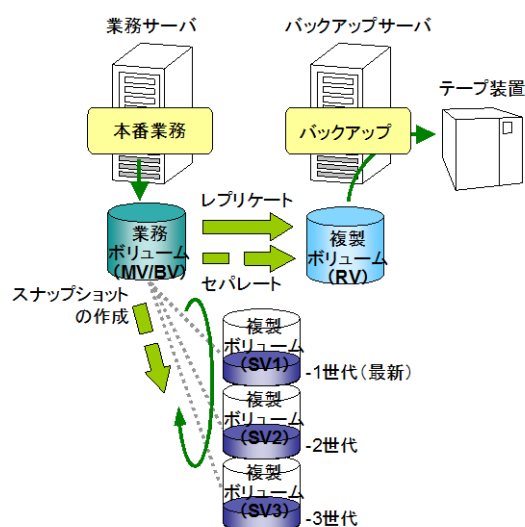 業務サーバ
バックアップサーバ
テープ装置
本番業務
バックアップ
レプリケート
業務
ボリューム
(MV/BV)
複製
ボリューム
(RV)
セパレート
スナップショット
の作成
複製
ボリューム
(SV1)
-1世代(最新)
複製
ボリューム
(SV2)
-2世代
複製
ボリューム
(SV3)
-3世代